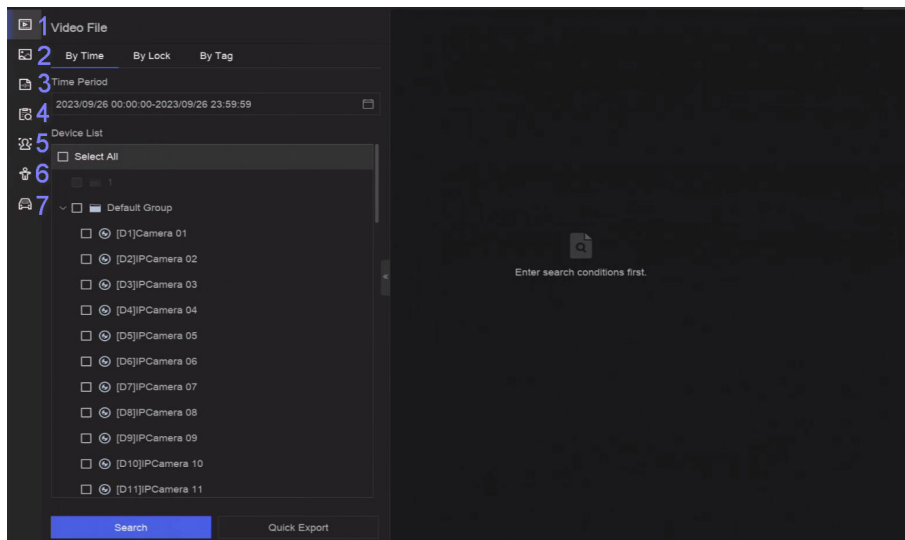 1 Video File
2 By Time By Lock By Tag
3 Time Period
4 2023/09/26 00:00:00-2023/09/26 23:59:59
5 Device List
Select All
6 1
7 Default Group
[D1]Camera 01
[D2]IPCamera 02
[D3]IPCamera 03
[D4]IPCamera 04
[D5]IPCamera 05
[D6]IPCamera 06
[D7]IPCamera 07
[D8]IPCamera 08
[D9]IPCamera 09
[D10]IPCamera 10
[D11]IPCamera 11
Search Quick Export
Enter search conditions first.